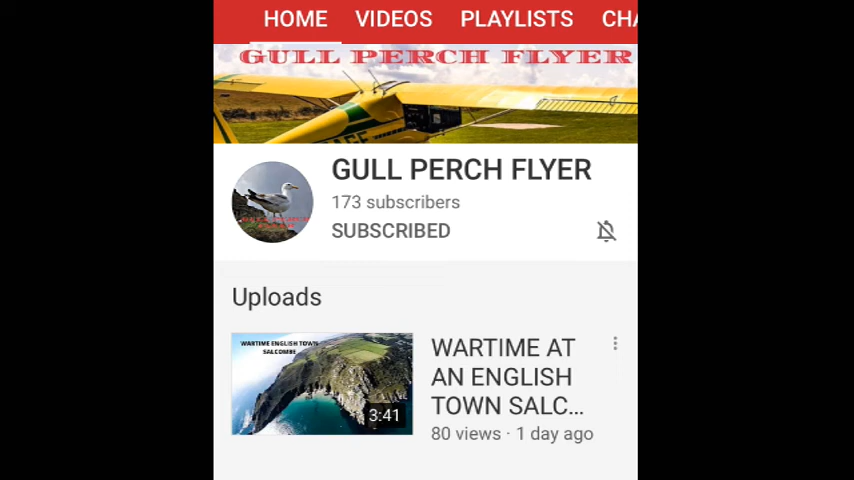 HOME VIDEOS PLAYLISTS CHA
GULL PERCH FLYER
GULL PERCH FLYER
173 subscribers
SUBSCRIBED
Uploads
WARTIME ENGLISH TOWN
SALCOMBE
3:41
WARTIME AT
AN ENGLISH
TOWN SALC...
80 views · 1 day ago